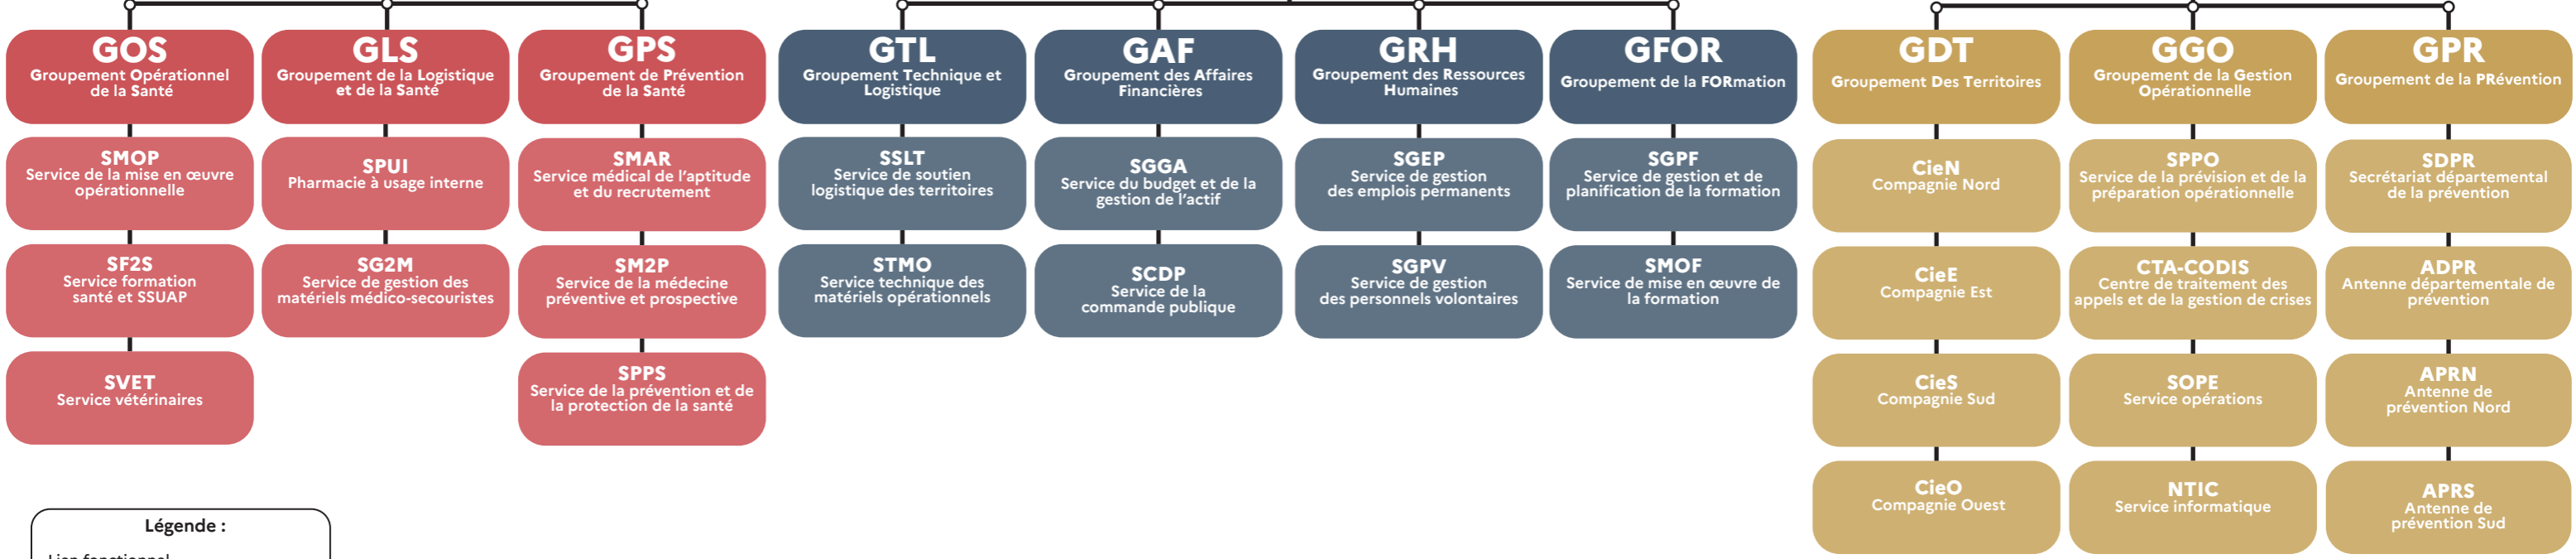 GOS
Groupement Opérationnel
de la Santé
SMOP
Service de la mise en œuvre
opérationnelle
SF2S
Service formation
santé et SSUAP
SVET
Service vétérinaires
GLS
Groupement de la Logistique
et de la Santé
SPUI
Pharmacie à usage interne
SG2M
Service de gestion des
matériels médico-secouristes
GPS
Groupement de Prévention
de la Santé
SMAR
Service médical de l'aptitude
et du recrutement
SM2P
Service de la médecine
préventive et prospective
SPPS
Service de la prévention et de
la protection de la santé
GTL
Groupement Technique et
Logistique
SSLT
Service de soutien
logistique des territoires
STMO
Service technique des
matériels opérationnels
GAF
Groupement des Affaires
Financières
SGGA
Service du budget et de la
gestion de l'actif
SCDP
Service de la
commande publique
GRH
Groupement des Ressources
Humaines
SGEP
Service de gestion
des emplois permanents
SGPV
Service de gestion
des personnels volontaires
GFOR
Groupement de la FORmation
SGPF
Service de gestion et de
planification de la formation
SMOF
Service de mise en œuvre de
la formation
GDT
Groupement Des Territoires
CieN
Compagnie Nord
CieE
Compagnie Est
CieS
Compagnie Sud
CieO
Compagnie Ouest
GGO
Groupement de la Gestion
Opérationnelle
SPPO
Service de la prévision et de la
préparation opérationnelle
CTA-CODIS
Centre de traitement des
appels et de la gestion de crises
SOPE
Service opérations
NTIC
Service informatique
GPR
Groupement de la PRévention
SDPR
Secrétariat départemental
de la prévention
ADPR
Antenne départementale de
prévention
APRN
Antenne de
prévention Nord
APRS
Antenne de
prévention Sud
Légende :
Lien fonctionnel